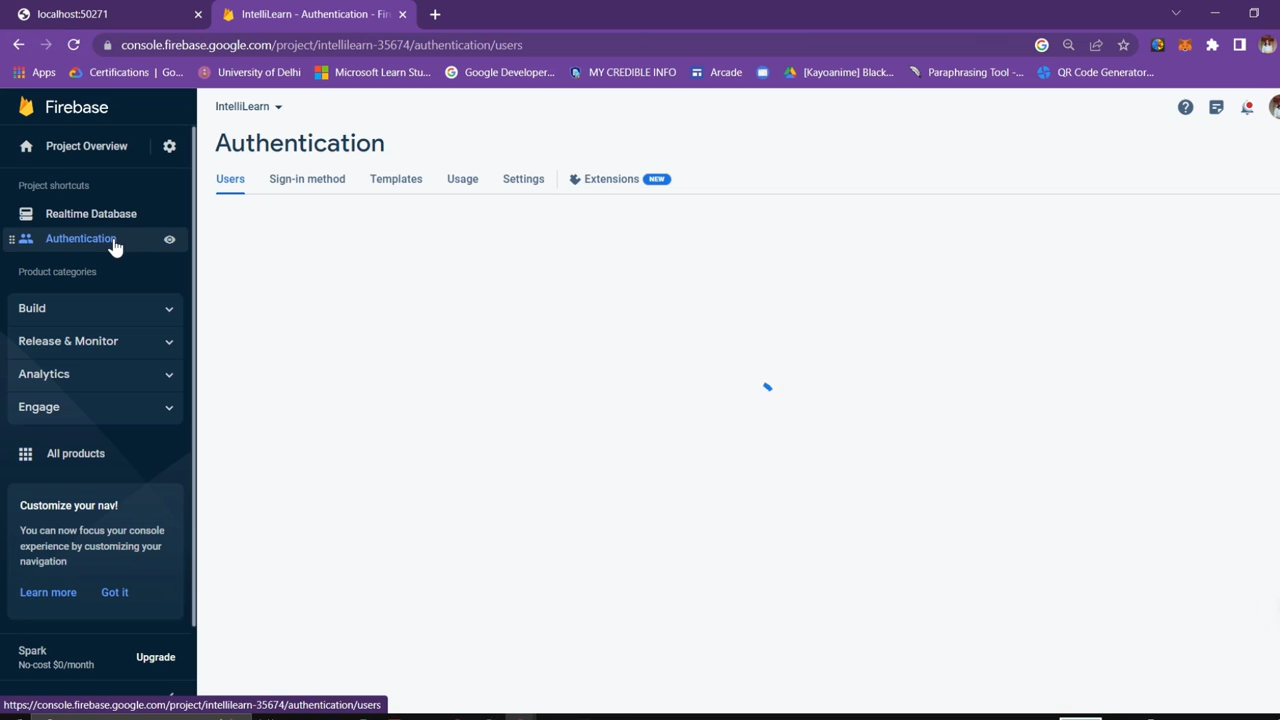 localhost:50271
IntelliLearn - Authentication - Fir
console.firebase.google.com/project/intellilearn-35674/authentication/users
Apps
Certifications | Go...
University of Delhi
Microsoft Learn Stu...
Google Developer...
MY CREDIBLE INFO
Arcade
[Kayoanime] Black...
Paraphrasing Tool -...
QR Code Generator...
Firebase
IntelliLearn
Project Overview
Authentication
Project shortcuts
Users
Sign-in method
Templates
Usage
Settings
Extensions
NEW
Realtime Database
Authentication
Product categories
Build
Release & Monitor
Analytics
Engage
All products
Customize your nav!
You can now focus your console
experience by customizing your
navigation
Learn more
Got it
Spark
No-cost $0/month
Upgrade
https://console.firebase.google.com/project/intellilearn-35674/authentication/users